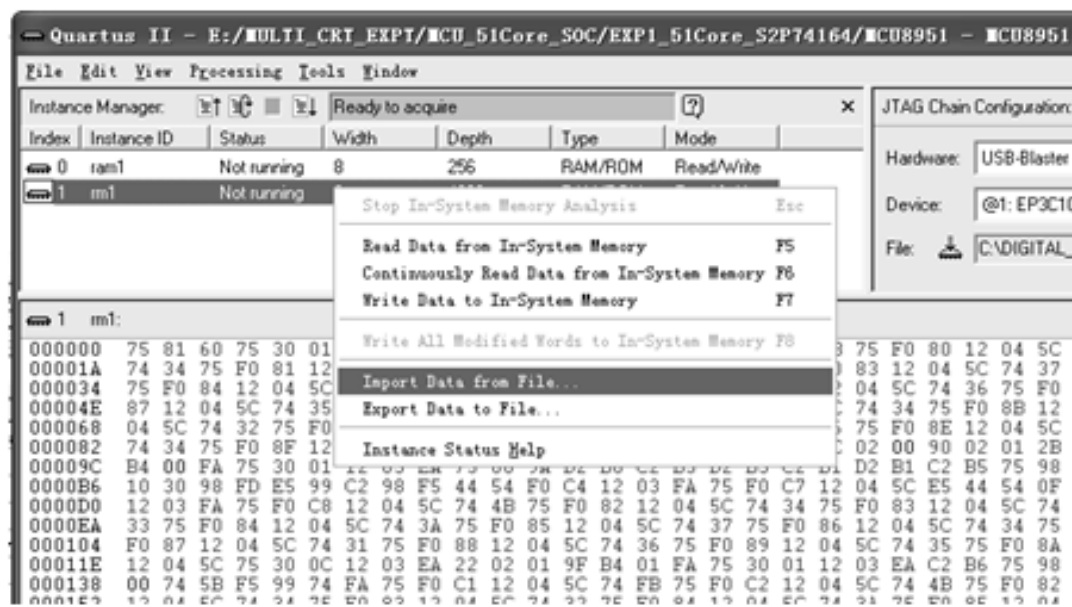 Quartus II - E:/MULTI_CRT_EXPT/MCU_51Core_SOC/EXP1_51Core_S2P74164/MCU8951 - MCU8951
File Edit View Processing Tools Window
Instance Manager: Ready to acquire ? × JTAG Chain Configuration:
Index Instance ID Status Width Depth Type Mode
Hardware: USB-Blaster
0 ram1 Not running 8 256 RAM/ROM Read/Write
1 rm1 Not running
Device: @1: EP3C10
File: C:\DIGITAL_
Stop In-System Memory Analysis Esc
Read Data from In-System Memory F5
Continuously Read Data from In-System Memory F6
Write Data to In-System Memory F7
Write All Modified Words to In-System Memory F8
Import Data from File...
Export Data to File...
Instance Status Help
1 rm1:
000000 75 81 60 75 30 01 75 F0 80 12 04 5C
00001A 74 34 75 F0 81 12 83 12 04 5C 74 37
000034 75 F0 84 12 04 5C 04 5C 74 36 75 F0
00004E 87 12 04 5C 74 35 74 34 75 F0 8B 12
000068 04 5C 74 32 75 F0 75 F0 8E 12 04 5C
000082 74 34 75 F0 8F 12 02 00 90 02 01 2B
00009C B4 00 FA 75 30 01 12 03 EA 75 D2 B1 C2 B5 75 98
0000B6 10 30 98 FD E5 99 C2 98 F5 44 54 F0 C4 12 03 FA 75 F0 C7 12 04 5C E5 44 54 0F
0000D0 12 03 FA 75 F0 C8 12 04 5C 74 4B 75 F0 82 12 04 5C 74 34 75 F0 83 12 04 5C 74
0000EA 33 75 F0 84 12 04 5C 74 3A 75 F0 85 12 04 5C 74 37 75 F0 86 12 04 5C 74 34 75
000104 F0 87 12 04 5C 74 31 75 F0 88 12 04 5C 74 36 75 F0 89 12 04 5C 74 35 75 F0 8A
00011E 12 04 5C 75 30 0C 12 03 EA 22 02 01 9F B4 01 FA 75 30 01 12 03 EA C2 B6 75 98
000138 00 74 5B F5 99 74 FA 75 F0 C1 12 04 5C 74 FB 75 F0 C2 12 04 5C 74 4B 75 F0 82